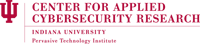 CENTER FOR APPLIED
CYBERSECURITY RESEARCH
INDIANA UNIVERSITY
Pervasive Technology Institute